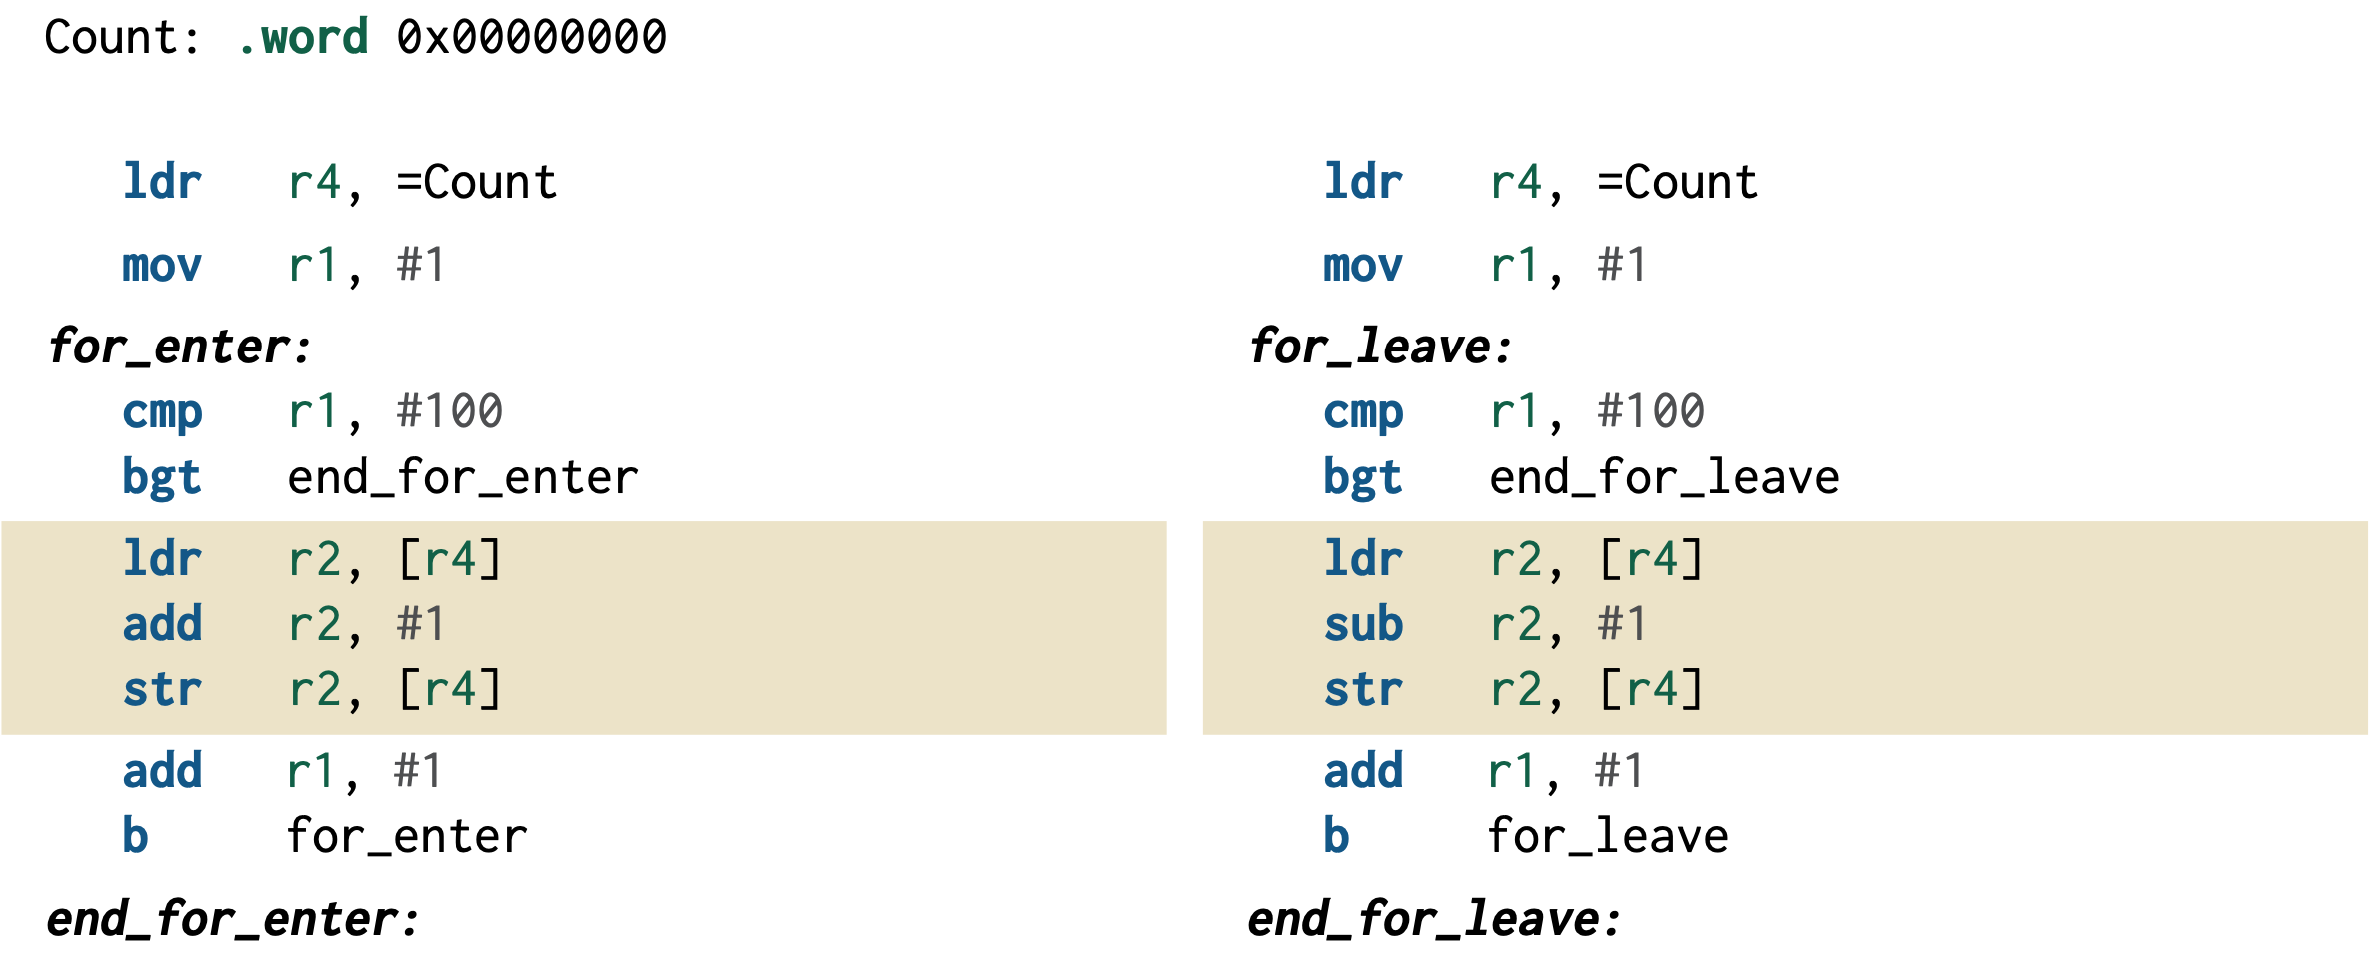 Count: .word 0x00000000
ldr r4, =Count
mov r1, #1
for_enter:
cmp r1, #100
bgt end_for_enter
ldr r2, [r4]
add r2, #1
str r2, [r4]
add r1, #1
b for_enter
end_for_enter:
ldr r4, =Count
mov r1, #1
for_leave:
cmp r1, #100
bgt end_for_leave
ldr r2, [r4]
sub r2, #1
str r2, [r4]
add r1, #1
b for_leave
end_for_leave: